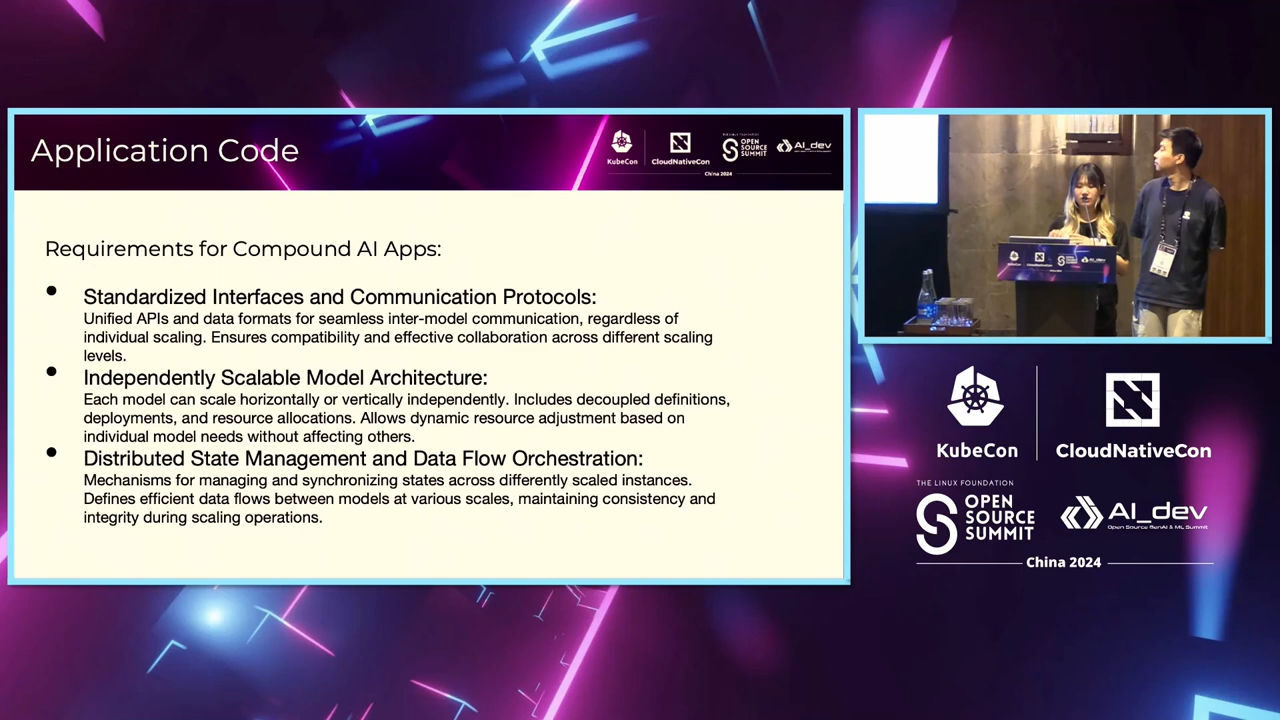 Application Code
KubeCon
CloudNativeCon
THE LINUX FOUNDATION
OPEN
SOURCE
SUMMIT
AI_dev
China 2024
Requirements for Compound AI Apps:
• Standardized Interfaces and Communication Protocols:
Unified APIs and data formats for seamless inter-model communication, regardless of
individual scaling. Ensures compatibility and effective collaboration across different scaling
levels.
• Independently Scalable Model Architecture:
Each model can scale horizontally or vertically independently. Includes decoupled definitions,
deployments, and resource allocations. Allows dynamic resource adjustment based on
individual model needs without affecting others.
• Distributed State Management and Data Flow Orchestration:
Mechanisms for managing and synchronizing states across differently scaled instances.
Defines efficient data flows between models at various scales, maintaining consistency and
integrity during scaling operations.
KubeCon
CloudNativeCon
THE LINUX FOUNDATION
OPEN
SOURCE
SUMMIT
AI_dev
Open Source GenAI & ML Summit
China 2024